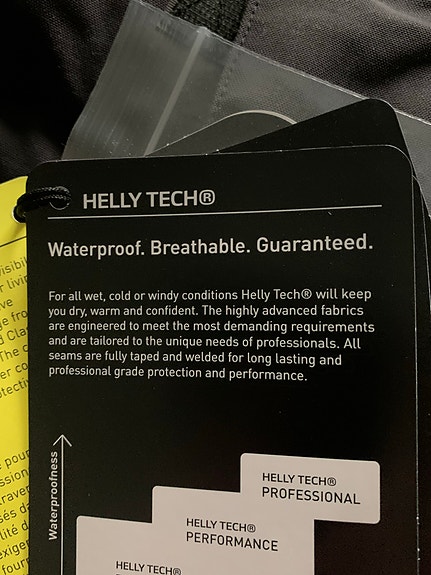 HELLY TECH®
Waterproof. Breathable. Guaranteed.
For all wet, cold or windy conditions Helly Tech® will keep
you dry, warm and confident. The highly advanced fabrics
are engineered to meet the most demanding requirements
and are tailored to the unique needs of professionals. All
seams are fully taped and welded for long lasting and
professional grade protection and performance.
Waterproofness
HELLY TECH®
PROFESSIONAL
HELLY TECH®
PERFORMANCE
HELLY TECH®